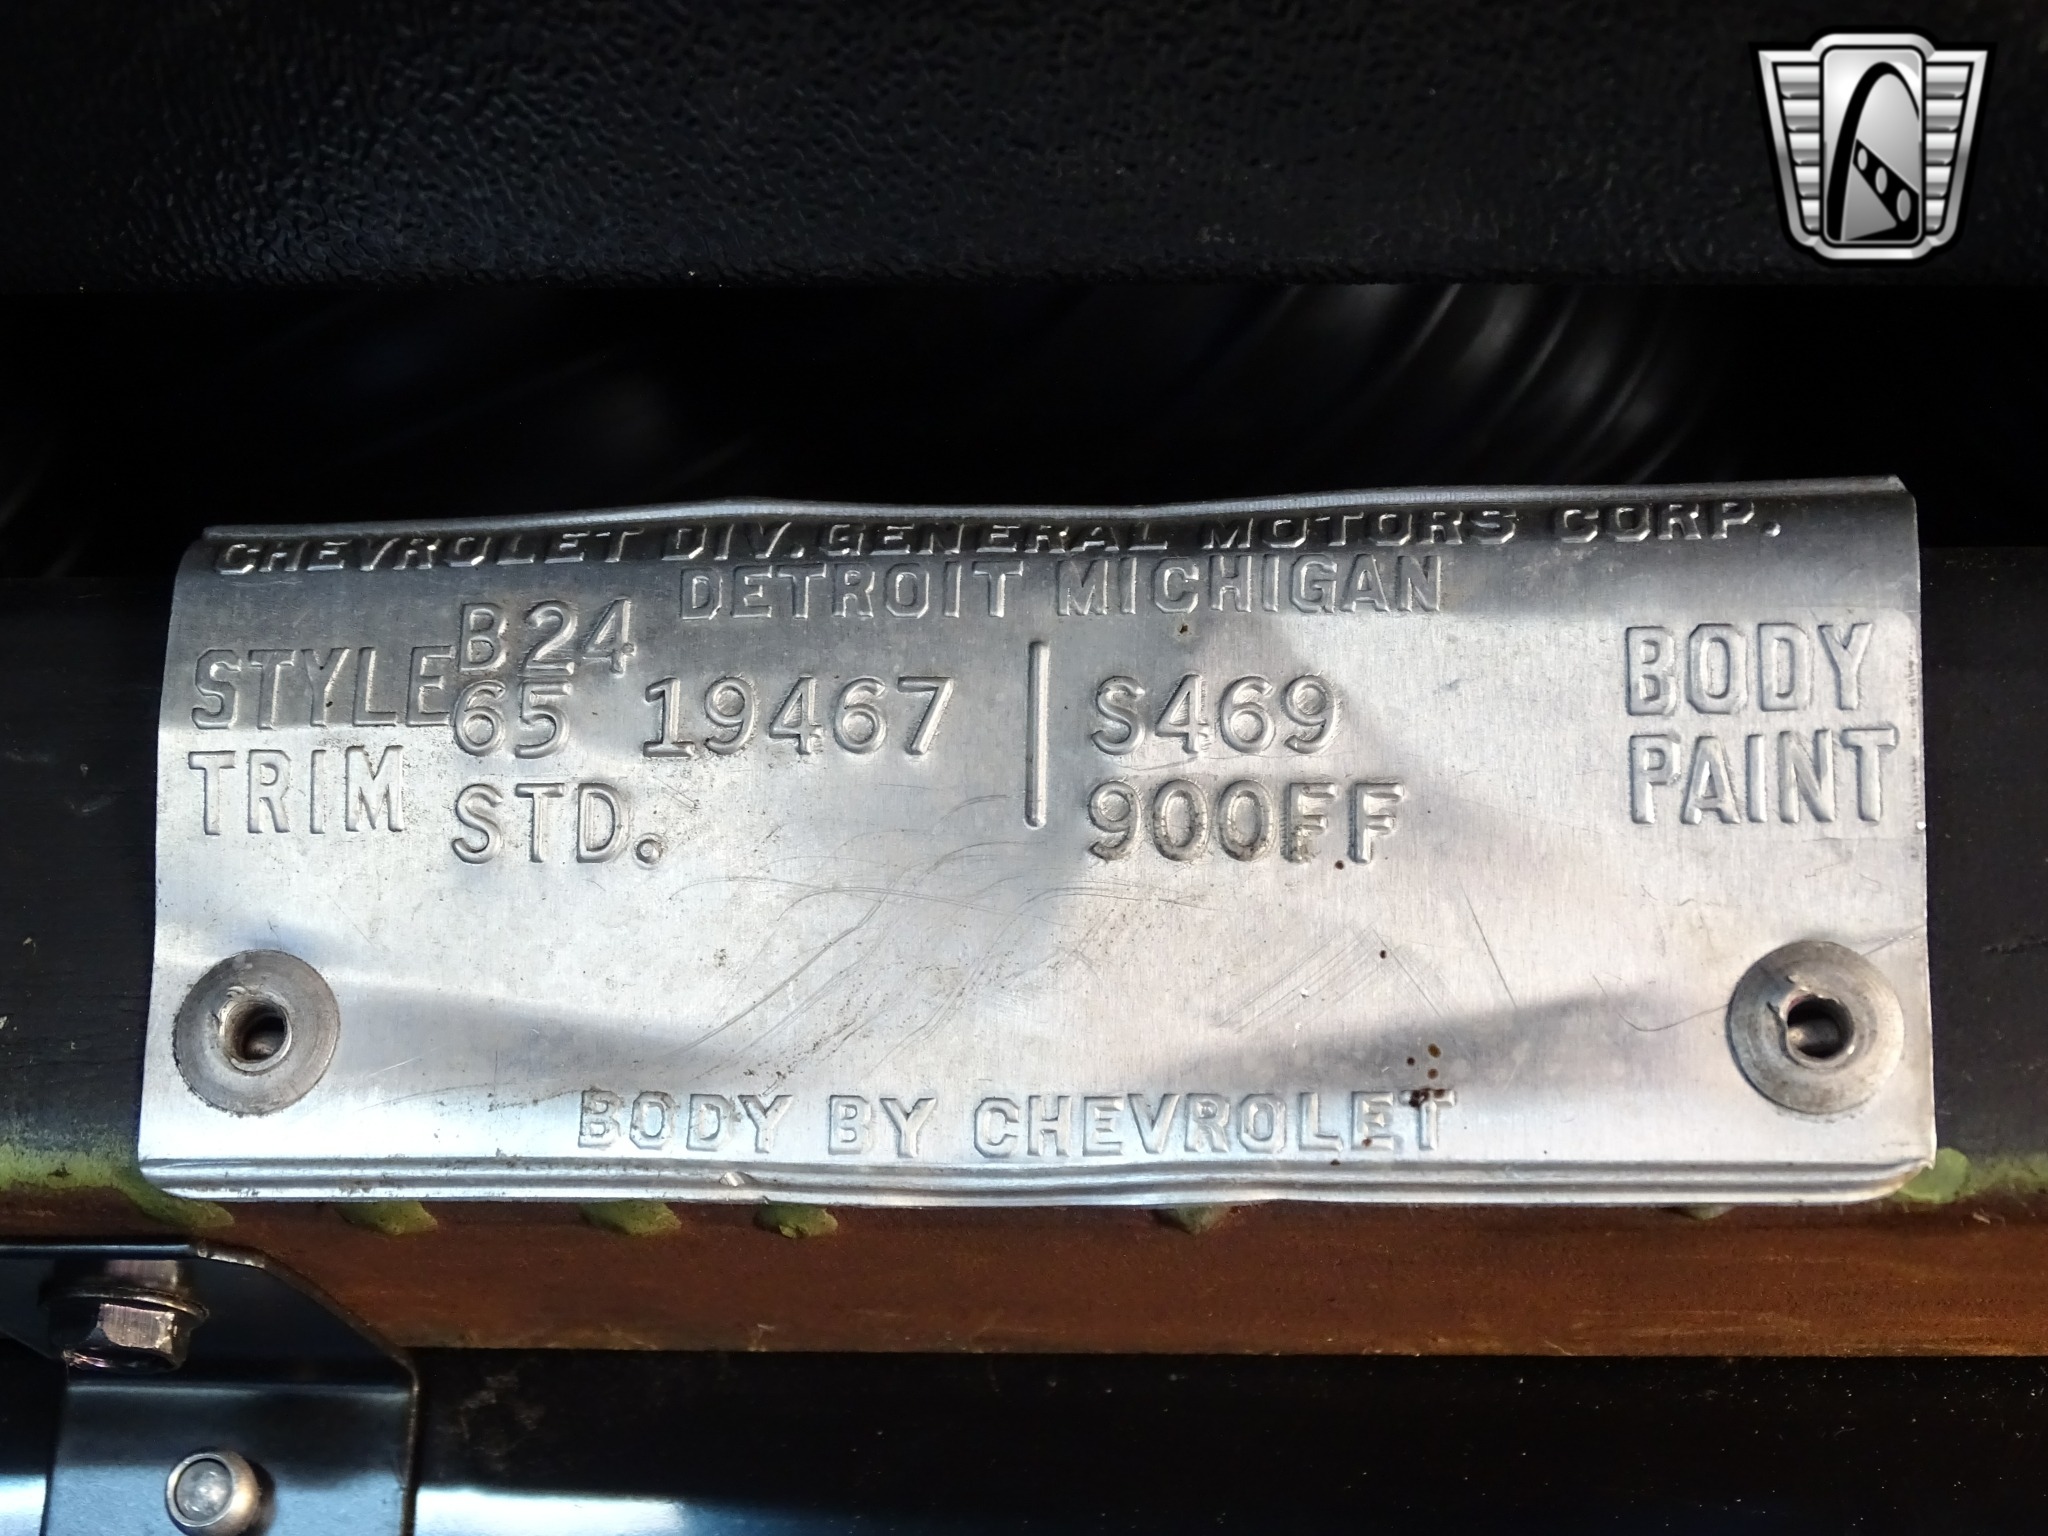 CHEVROLET DIV. GENERAL MOTORS CORP.
DETROIT MICHIGAN
B24
STYLE 65 19467 S469 BODY
TRIM STD. 900FF PAINT
BODY BY CHEVROLET